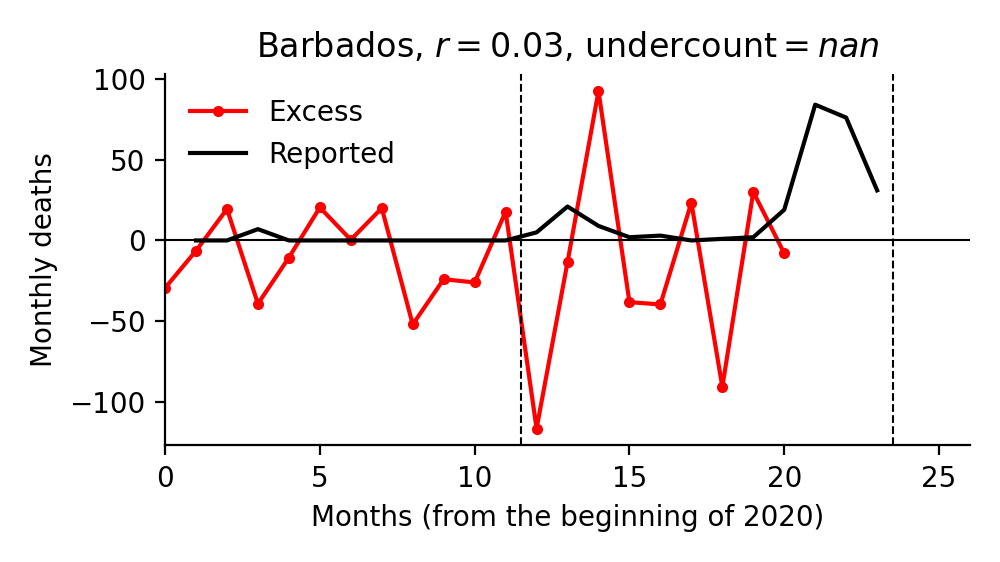 Barbados, r = 0.03, undercount = nan
Excess
Reported
Monthly deaths
100
50
0
−50
−100
0 5 10 15 20 25
Months (from the beginning of 2020)